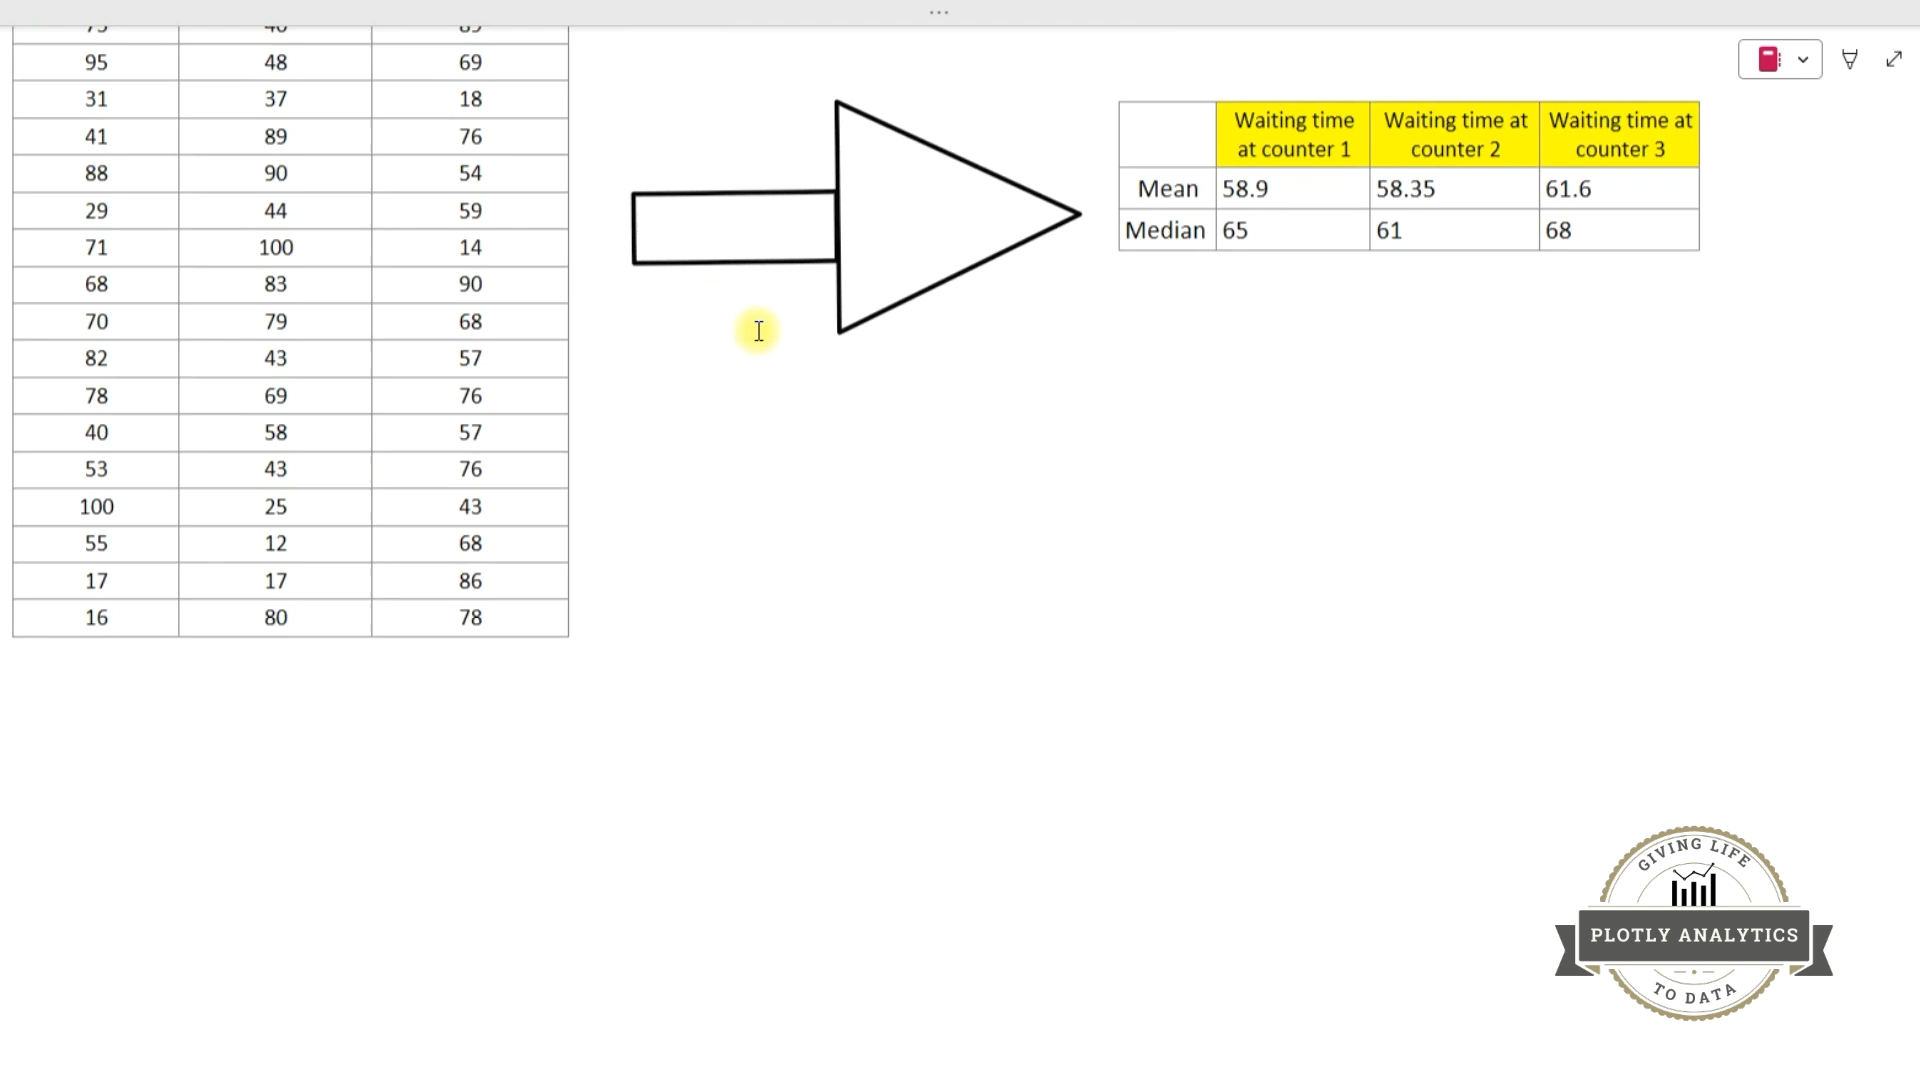 ...
95 48 69
31 37 18
41 89 76
88 90 54
29 44 59
71 100 14
68 83 90
70 79 68
82 43 57
78 69 76
40 58 57
53 43 76
100 25 43
55 12 68
17 17 86
16 80 78
Waiting time Waiting time at Waiting time at
at counter 1 counter 2 counter 3
Mean 58.9 58.35 61.6
Median 65 61 68
GIVING LIFE
PLOTLY ANALYTICS
TO DATA